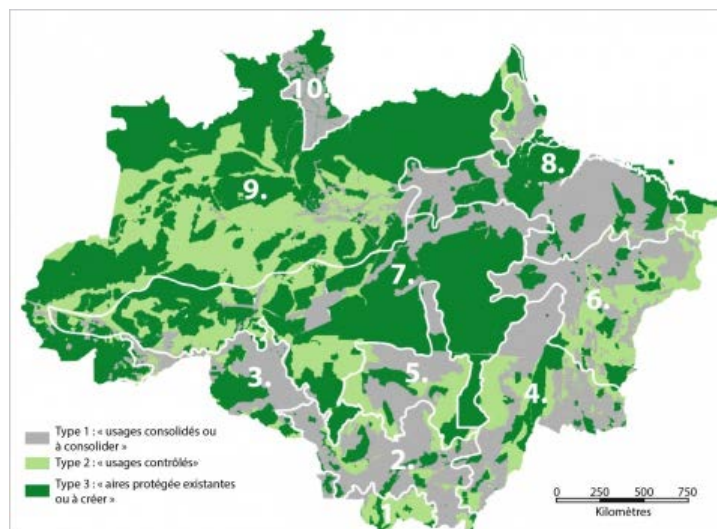 10.
9.
8.
7.
6.
3.
5.
4.
2.
1.
Type 1 : « usages consolidés ou
à consolider »
Type 2 : « usages contrôlés»
Type 3 : « aires protégée existantes
ou à créer »
0 250 500 750
Kilomètres